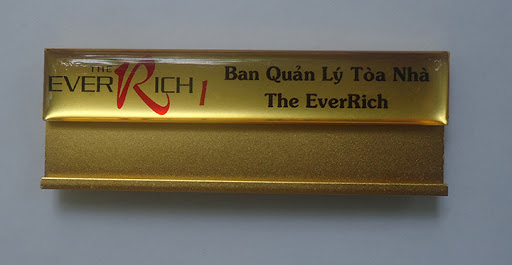 THE
EVERRICH 1
Ban Quản Lý Tòa Nhà
The EverRich